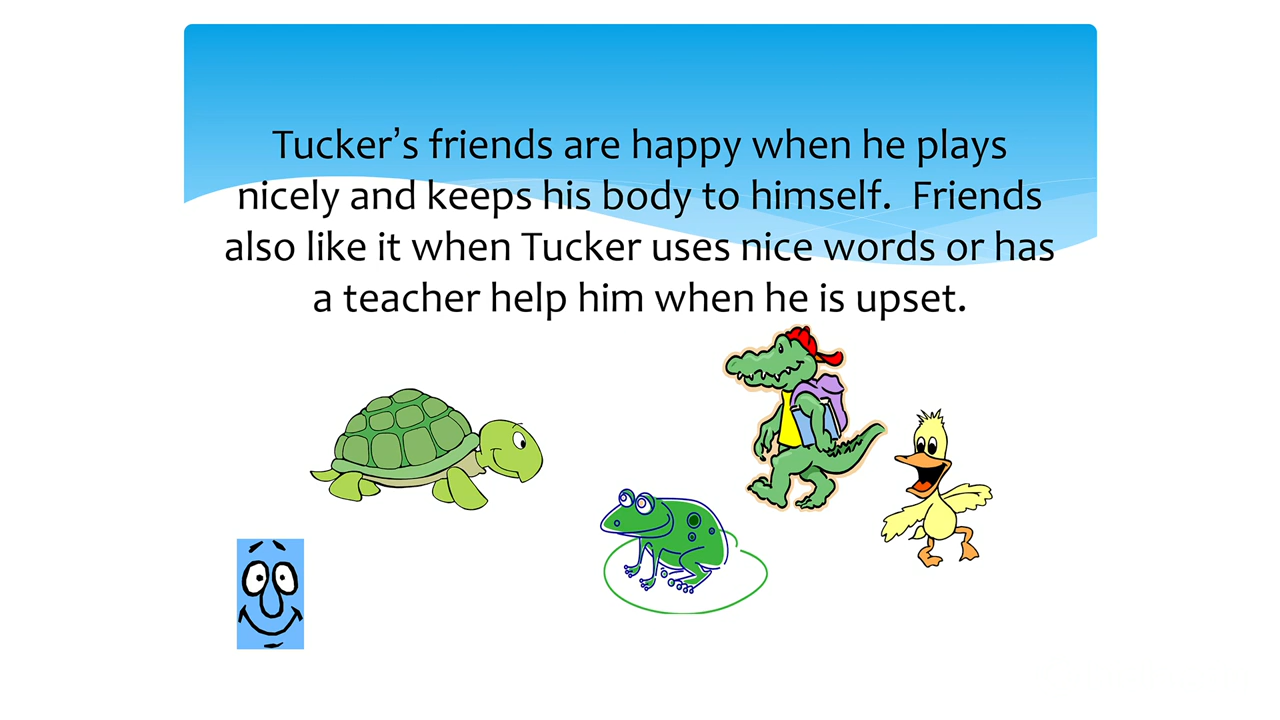 Tucker’s friends are happy when he plays
nicely and keeps his body to himself.  Friends
also like it when Tucker uses nice words or has
a teacher help him when he is upset.